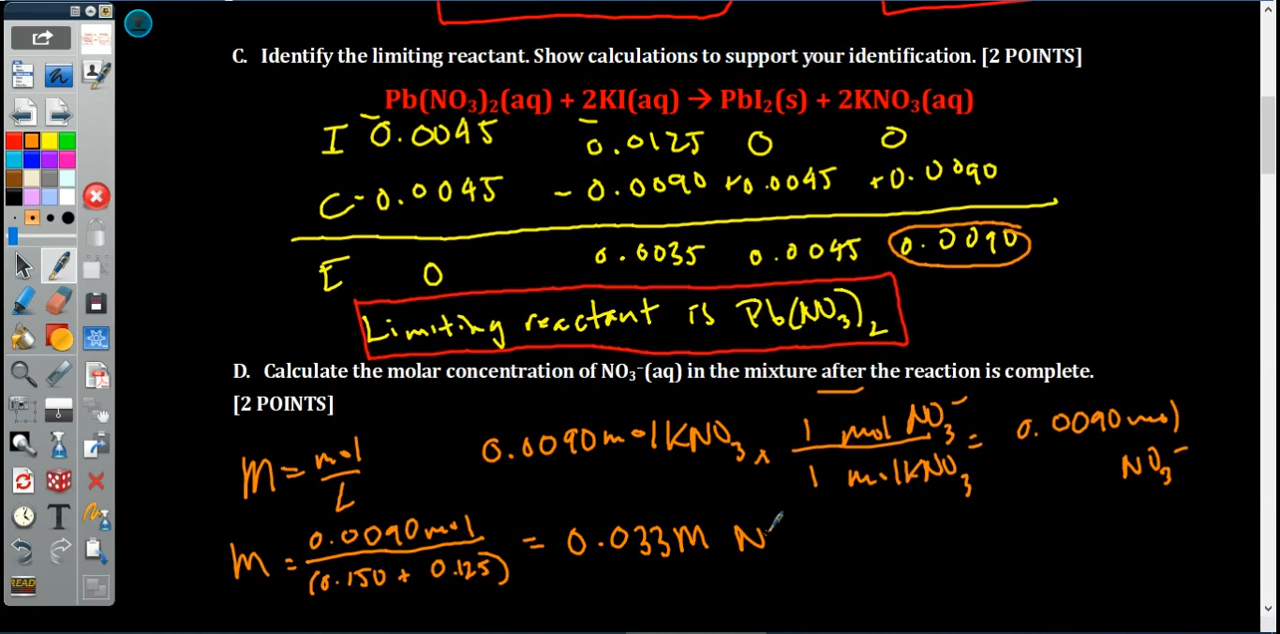 C. Identify the limiting reactant. Show calculations to support your identification. [2 POINTS]
Pb(NO₃)₂(aq) + 2KI(aq) → PbI₂(s) + 2KNO₃(aq)
I 0.0045 0.0125 0 0
C -0.0045 - 0.0090 +0.0045 +0.0090
E 0 0.0035 0.0045 0.0090
Limiting reactant is Pb(NO₃)₂
D. Calculate the molar concentration of NO₃⁻(aq) in the mixture after the reaction is complete.
[2 POINTS]
M = mol / L 0.0090 mol KNO₃ x 1 mol NO₃⁻ / 1 mol KNO₃ = 0.0090 mol
NO₃⁻
M = 0.0090 mol / (0.150 + 0.125) = 0.033 M N
T
READ